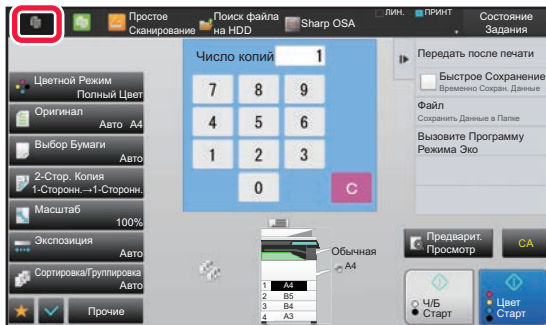 Простое
Сканирование
Поиск файла
на HDD
Sharp OSA
ЛИН.
ПРИНТ
Состояние
Задания
Число копий
1
Передать после печати
Цветной Режим
Полный Цвет
7 8 9
Быстрое Сохранение
Временно Сохран. Данные
Оригинал
Авто A4
4 5 6
Файл
Сохранить Данные в Папке
Выбор Бумаги
Авто
1 2 3
Вызовите Программу
Режима Эко
2-Стор. Копия
1-Сторонн.→1-Сторонн.
0 C
Масштаб
100%
Экспозиция
Авто
Обычная
A4
Предварит.
Просмотр
CA
Сортировка/Группировка
Авто
1 A4
2 B5
3 B4
4 A3
Прочие
Ч/Б
Старт
Цвет
Старт